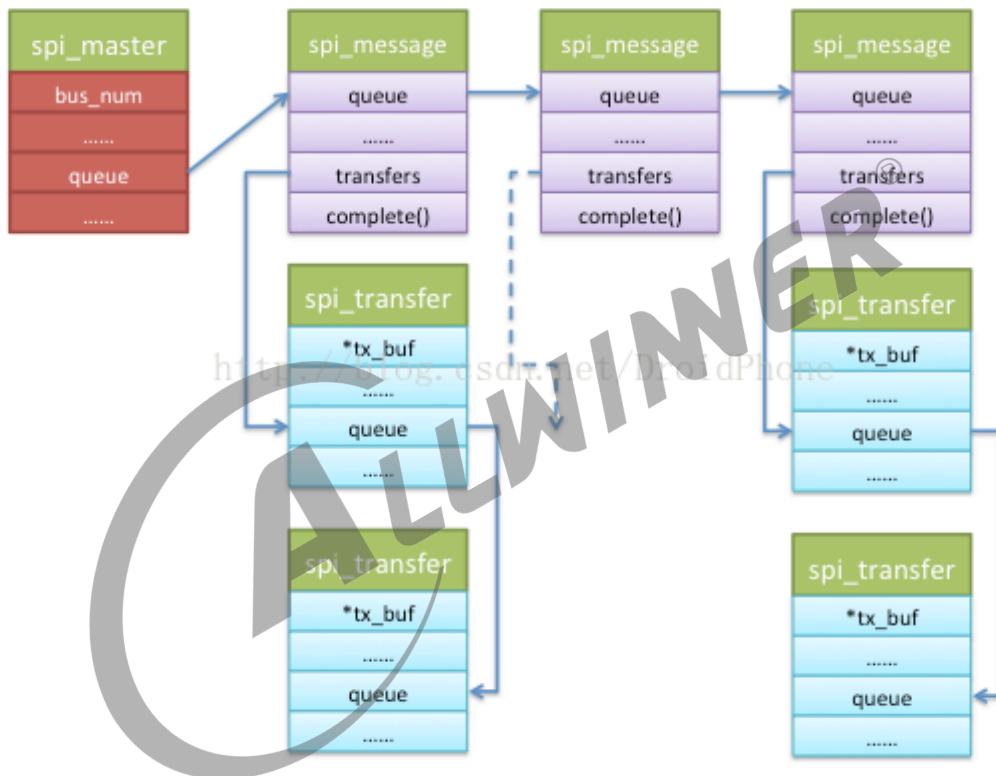 spi_master
bus_num
......
queue
......
spi_message
queue
......
transfers
complete()
spi_message
queue
......
transfers
complete()
spi_message
queue
......
transfers
complete()
spi_transfer
*tx_buf
......
queue
......
spi_transfer
*tx_buf
......
queue
......
http://blog.csdn.net/DroidPhone
ALLWINNER
spi_transfer
*tx_buf
......
queue
......
spi_transfer
*tx_buf
......
queue
......